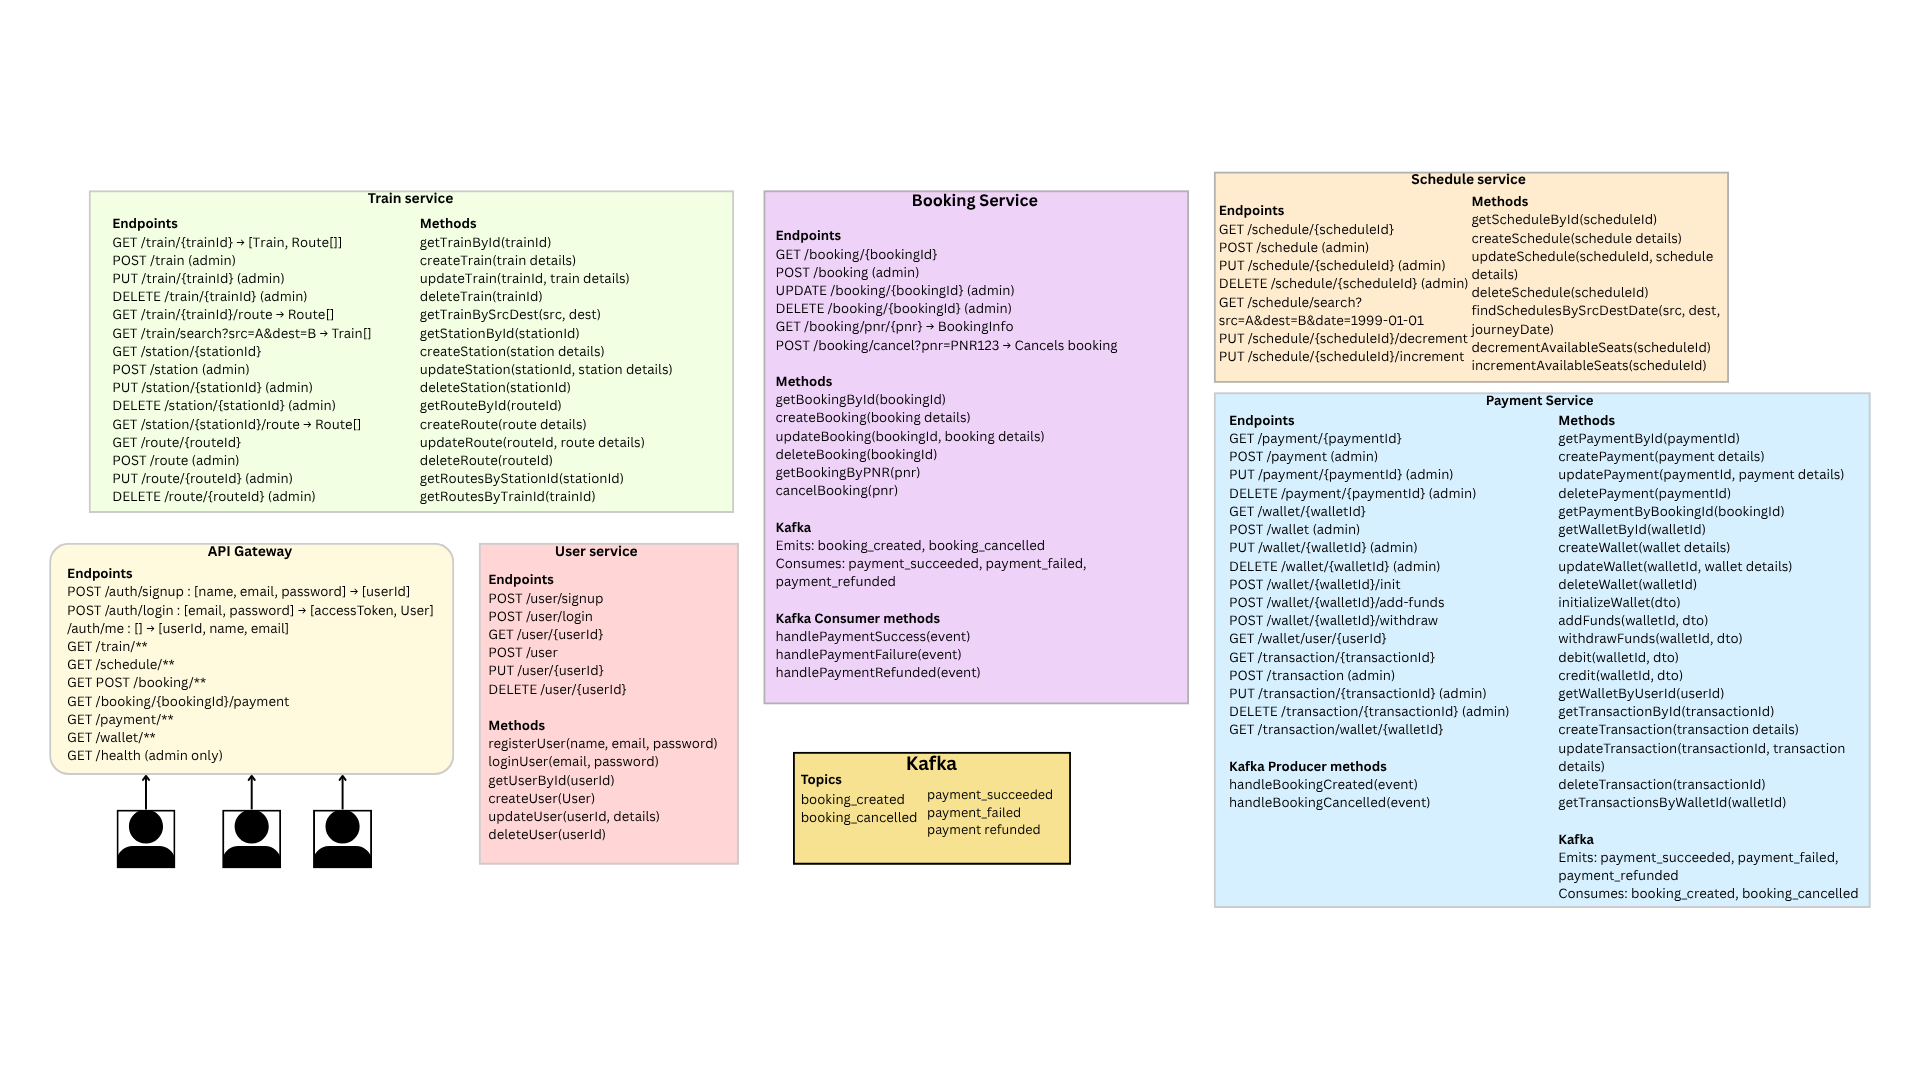 Train service
Endpoints
GET /train/{trainId} → [Train, Route[]]
POST /train (admin)
PUT /train/{trainId} (admin)
DELETE /train/{trainId} (admin)
GET /train/{trainId}/route → Route[]
GET /train/search?src=A&dest=B → Train[]
GET /station/{stationId}
POST /station (admin)
PUT /station/{stationId} (admin)
DELETE /station/{stationId} (admin)
GET /station/{stationId}/route → Route[]
GET /route/{routeId}
POST /route (admin)
PUT /route/{routeId} (admin)
DELETE /route/{routeId} (admin)
Methods
getTrainById(trainId)
createTrain(train details)
updateTrain(trainId, train details)
deleteTrain(trainId)
getTrainBySrcDest(src, dest)
getStationById(stationId)
createStation(station details)
updateStation(stationId, station details)
deleteStation(stationId)
getRouteById(routeId)
createRoute(route details)
updateRoute(routeId, route details)
deleteRoute(routeId)
getRoutesByStationId(stationId)
getRoutesByTrainId(trainId)
Booking Service
Endpoints
GET /booking/{bookingId}
POST /booking (admin)
UPDATE /booking/{bookingId} (admin)
DELETE /booking/{bookingId} (admin)
GET /booking/pnr/{pnr} → BookingInfo
POST /booking/cancel?pnr=PNR123 → Cancels booking
Methods
getBookingById(bookingId)
createBooking(booking details)
updateBooking(bookingId, booking details)
deleteBooking(bookingId)
getBookingByPNR(pnr)
cancelBooking(pnr)
Kafka
Emits: booking_created, booking_cancelled
Consumes: payment_succeeded, payment_failed,
payment_refunded
Kafka Consumer methods
handlePaymentSuccess(event)
handlePaymentFailure(event)
handlePaymentRefunded(event)
Schedule service
Endpoints
GET /schedule/{scheduleId}
POST /schedule (admin)
PUT /schedule/{scheduleId} (admin)
DELETE /schedule/{scheduleId} (admin)
GET /schedule/search?
src=A&dest=B&date=1999-01-01
PUT /schedule/{scheduleId}/decrement
PUT /schedule/{scheduleId}/increment
Methods
getScheduleById(scheduleId)
createSchedule(schedule details)
updateSchedule(scheduleId, schedule
details)
deleteSchedule(scheduleId)
findSchedulesBySrcDestDate(src, dest,
journeyDate)
decrementAvailableSeats(scheduleId)
incrementAvailableSeats(scheduleId)
Payment Service
Endpoints
GET /payment/{paymentId}
POST /payment (admin)
PUT /payment/{paymentId} (admin)
DELETE /payment/{paymentId} (admin)
GET /wallet/{walletId}
POST /wallet (admin)
PUT /wallet/{walletId} (admin)
DELETE /wallet/{walletId} (admin)
POST /wallet/{walletId}/init
POST /wallet/{walletId}/add-funds
POST /wallet/{walletId}/withdraw
GET /wallet/user/{userId}
GET /transaction/{transactionId}
POST /transaction (admin)
PUT /transaction/{transactionId} (admin)
DELETE /transaction/{transactionId} (admin)
GET /transaction/wallet/{walletId}
Kafka Producer methods
handleBookingCreated(event)
handleBookingCancelled(event)
Methods
getPaymentById(paymentId)
createPayment(payment details)
updatePayment(paymentId, payment details)
deletePayment(paymentId)
getPaymentByBookingId(bookingId)
getWalletById(walletId)
createWallet(wallet details)
updateWallet(walletId, wallet details)
deleteWallet(walletId)
initializeWallet(dto)
addFunds(walletId, dto)
withdrawFunds(walletId, dto)
debit(walletId, dto)
credit(walletId, dto)
getWalletByUserId(userId)
getTransactionById(transactionId)
createTransaction(transaction details)
updateTransaction(transactionId, transaction
details)
deleteTransaction(transactionId)
getTransactionsByWalletId(walletId)
Kafka
Emits: payment_succeeded, payment_failed,
payment_refunded
Consumes: booking_created, booking_cancelled
API Gateway
Endpoints
POST /auth/signup : [name, email, password] → [userId]
POST /auth/login : [email, password] → [accessToken, User]
/auth/me : [] → [userId, name, email]
GET /train/**
GET /schedule/**
GET POST /booking/**
GET /booking/{bookingId}/payment
GET /payment/**
GET /wallet/**
GET /health (admin only)
User service
Endpoints
POST /user/signup
POST /user/login
GET /user/{userId}
POST /user
PUT /user/{userId}
DELETE /user/{userId}
Methods
registerUser(name, email, password)
loginUser(email, password)
getUserById(userId)
createUser(User)
updateUser(userId, details)
deleteUser(userId)
Kafka
Topics
booking_created
booking_cancelled
payment_succeeded
payment_failed
payment refunded